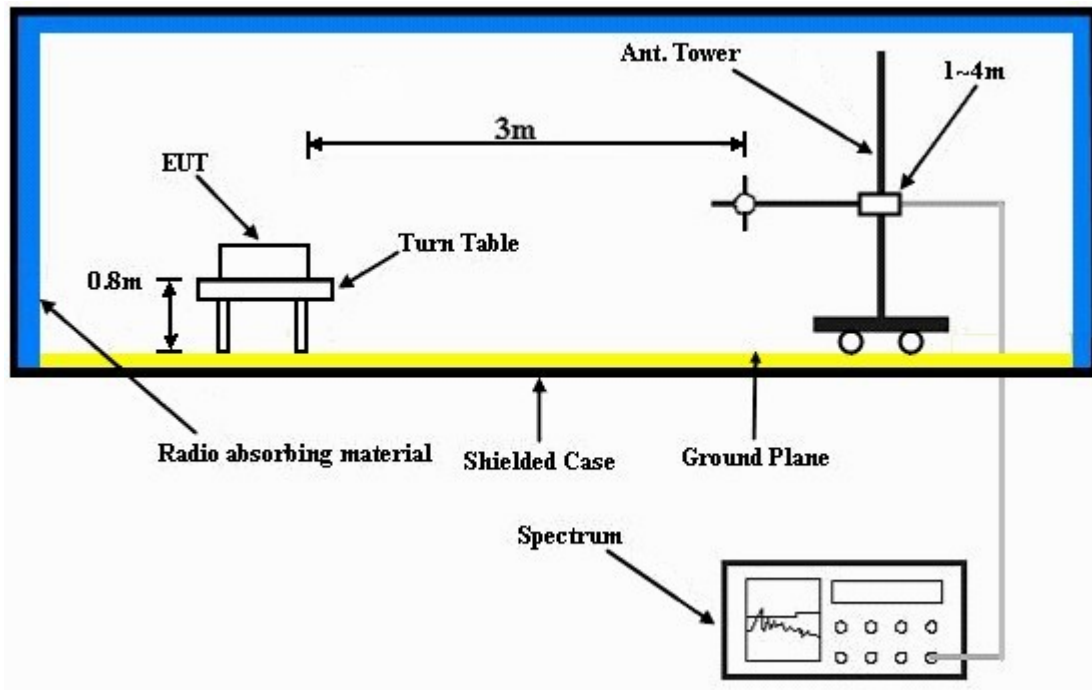 Ant. Tower
1~4m
3m
EUT
Turn Table
0.8m
Radio absorbing material
Shielded Case
Ground Plane
Spectrum